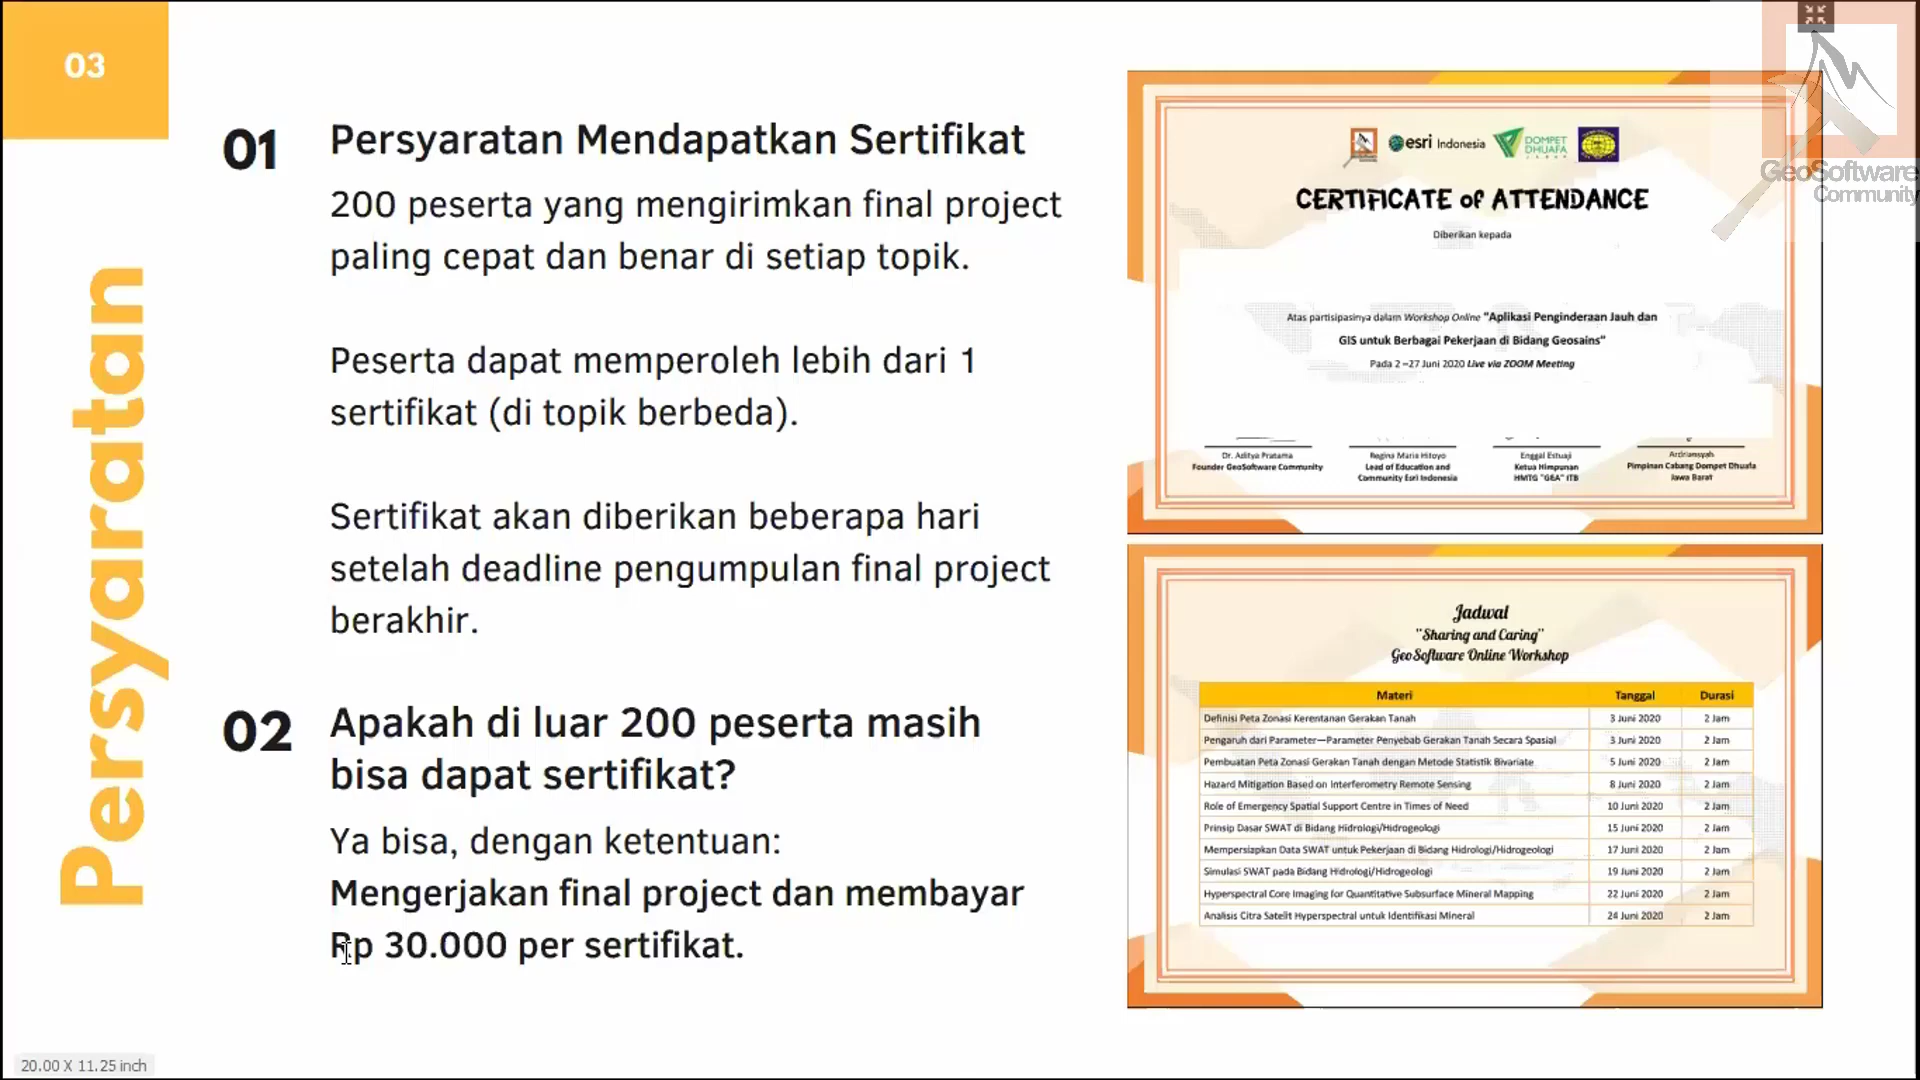 03
Persyaratan
01
Persyaratan Mendapatkan Sertifikat
200 peserta yang mengirimkan final project
paling cepat dan benar di setiap topik.
Peserta dapat memperoleh lebih dari 1
sertifikat (di topik berbeda).
Sertifikat akan diberikan beberapa hari
setelah deadline pengumpulan final project
berakhir.
02
Apakah di luar 200 peserta masih
bisa dapat sertifikat?
Ya bisa, dengan ketentuan:
Mengerjakan final project dan membayar
Rp 30.000 per sertifikat.
20.00 X 11.25 inch
GeoSoftware
Community
esri Indonesia
DOMPET
DHUAFA
JABAR
CERTIFICATE of ATTENDANCE
Diberikan kepada
Atas partisipasinya dalam Workshop Online "Aplikasi Penginderaan Jauh dan
GIS untuk Berbagai Pekerjaan di Bidang Geosains"
Pada 2 –27 Juni 2020 Live via ZOOM Meeting
Dr. Aditya Pratama
Founder GeoSoftware Community
Regina Maria Hitoyo
Lead of Education and
Community Esri Indonesia
Enggal Estuaji
Ketua Himpunan
HMTG "GEA" ITB
Ardriansyah
Pimpinan Cabang Dompet Dhuafa
Jawa Barat
Jadwal
"Sharing and Caring"
GeoSoftware Online Workshop
Materi Tanggal Durasi
Definisi Peta Zonasi Kerentanan Gerakan Tanah 3 Juni 2020 2 Jam
Pengaruh dari Parameter—Parameter Penyebab Gerakan Tanah Secara Spasial 3 Juni 2020 2 Jam
Pembuatan Peta Zonasi Gerakan Tanah dengan Metode Statistik Bivariate 5 Juni 2020 2 Jam
Hazard Mitigation Based on Interferometry Remote Sensing 8 Juni 2020 2 Jam
Role of Emergency Spatial Support Centre in Times of Need 10 Juni 2020 2 Jam
Prinsip Dasar SWAT di Bidang Hidrologi/Hidrogeologi 15 Juni 2020 2 Jam
Mempersiapkan Data SWAT untuk Pekerjaan di Bidang Hidrologi/Hidrogeologi 17 Juni 2020 2 Jam
Simulasi SWAT pada Bidang Hidrologi/Hidrogeologi 19 Juni 2020 2 Jam
Hyperspectral Core Imaging for Quantitative Subsurface Mineral Mapping 22 Juni 2020 2 Jam
Analisis Citra Satelit Hyperspectral untuk Identifikasi Mineral 24 Juni 2020 2 Jam